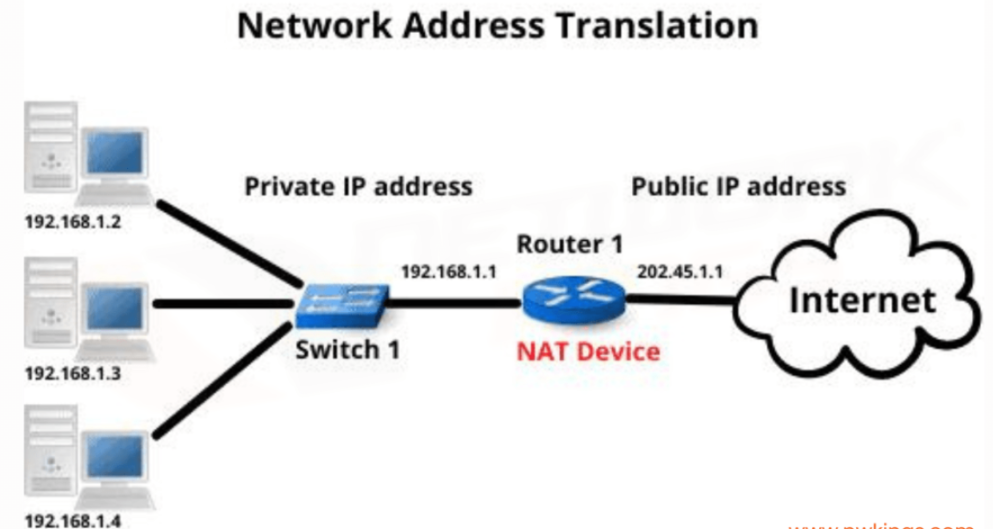 Network Address Translation
Private IP address
Public IP address
192.168.1.2
Router 1
192.168.1.1
202.45.1.1
Internet
Switch 1
NAT Device
192.168.1.3
192.168.1.4